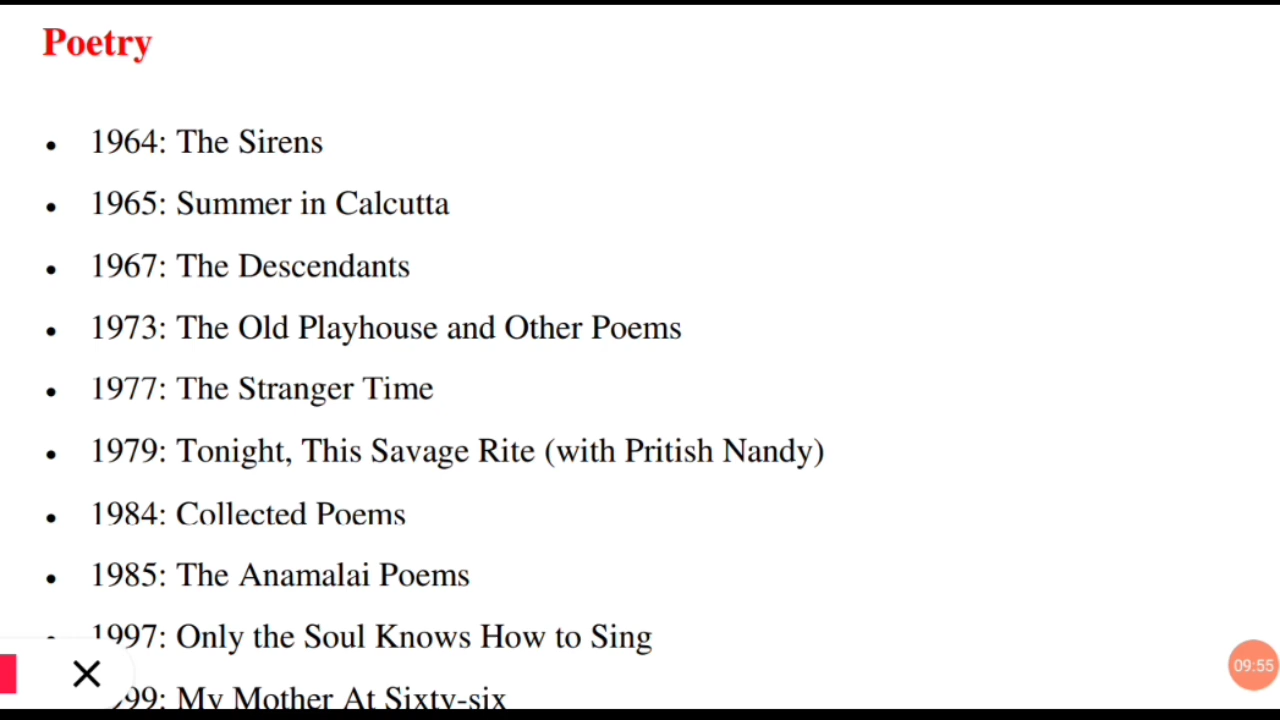 Poetry
• 1964: The Sirens
• 1965: Summer in Calcutta
• 1967: The Descendants
• 1973: The Old Playhouse and Other Poems
• 1977: The Stranger Time
• 1979: Tonight, This Savage Rite (with Pritish Nandy)
• 1984: Collected Poems
• 1985: The Anamalai Poems
• 1997: Only the Soul Knows How to Sing
99: My Mother At Sixty-six
09:55